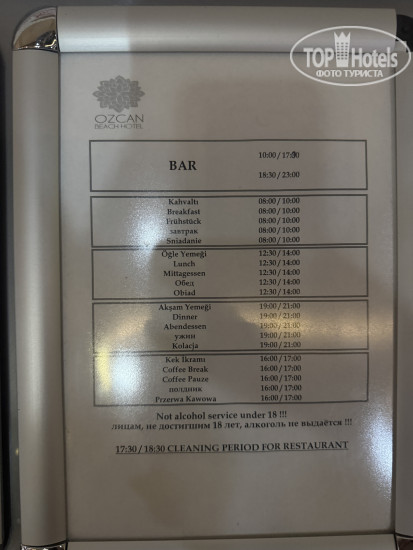 TOP Hotels
ФОТО ТУРИСТА
OZCAN
BEACH HOTEL
BAR 10:00 / 17:30
18:30 / 23:00
Kahvaltı 08:00 / 10:00
Breakfast 08:00 / 10:00
Frühstück 08:00 / 10:00
завтрак 08:00 / 10:00
Sniadanie 08:00 / 10:00
Öğle Yemeği 12:30 / 14:00
Lunch 12:30 / 14:00
Mittagessen 12:30 / 14:00
Обед 12:30 / 14:00
Obiad 12:30 / 14:00
Akşam Yemeği 19:00 / 21:00
Dinner 19:00 / 21:00
Abendessen 19:00 / 21:00
ужин 19:00 / 21:00
Kolacja 19:00 / 21:00
Kek İkramı 16:00 / 17:00
Coffee Break 16:00 / 17:00
Coffee Pauze 16:00 / 17:00
полдник 16:00 / 17:00
Przerwa Kawowa 16:00 / 17:00
Not alcohol service under 18 !!!
лицам, не достигшим 18 лет, алкоголь не выдаётся !!!
17:30 / 18:30 CLEANING PERIOD FOR RESTAURANT